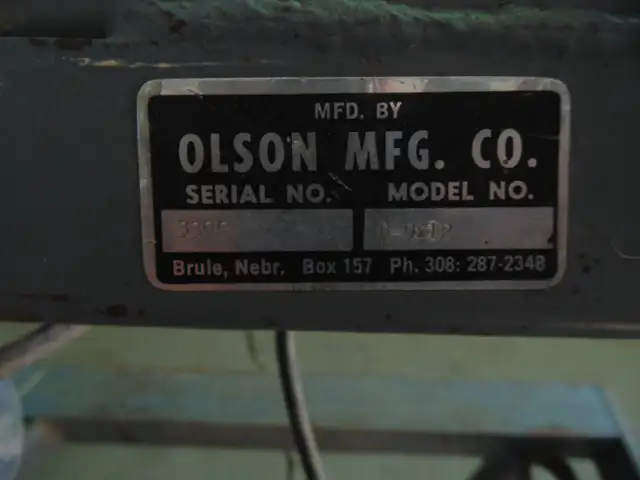 MFD. BY
OLSON MFG. CO.
SERIAL NO. MODEL NO.
Brule, Nebr. Box 157 Ph. 308: 287-2348